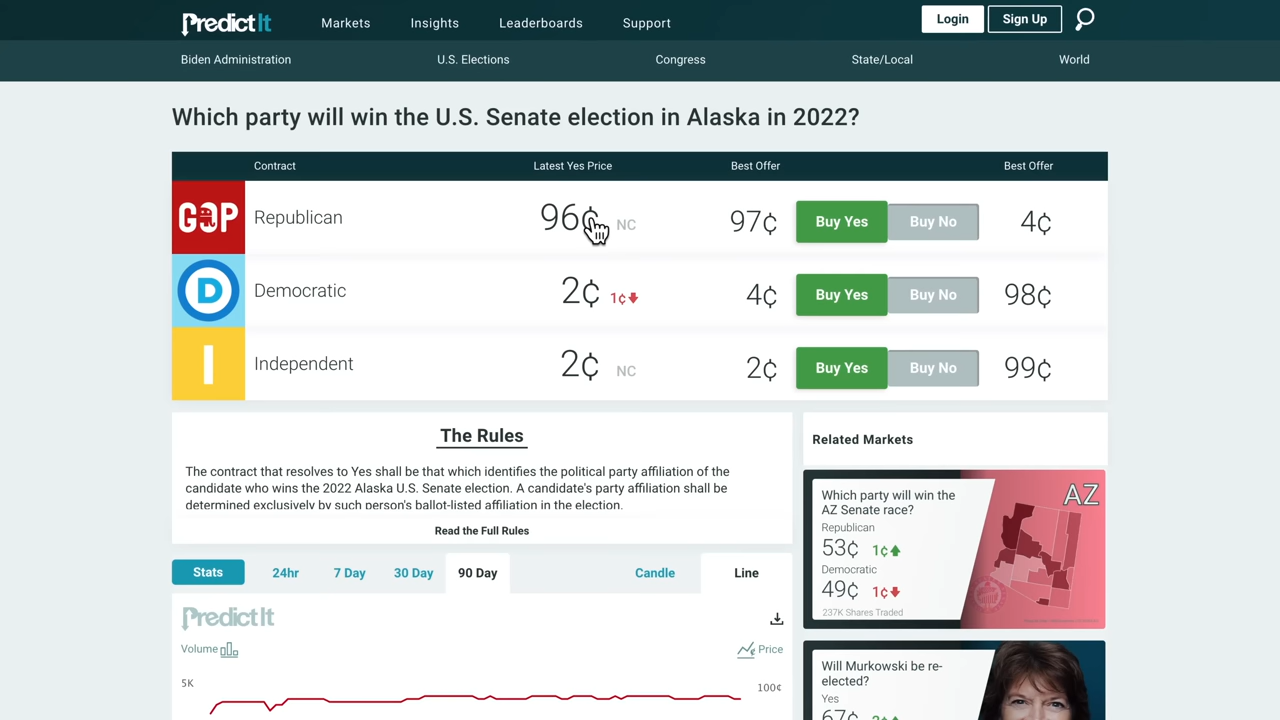 PredictIt
Markets
Insights
Leaderboards
Support
Login
Sign Up
Biden Administration
U.S. Elections
Congress
State/Local
World
Which party will win the U.S. Senate election in Alaska in 2022?
Contract
Latest Yes Price
Best Offer
Best Offer
GOP
Republican
96¢
NC
97¢
Buy Yes
Buy No
4¢
D
Democratic
2¢
1¢
4¢
Buy Yes
Buy No
98¢
I
Independent
2¢
NC
2¢
Buy Yes
Buy No
99¢
The Rules
The contract that resolves to Yes shall be that which identifies the political party affiliation of the
candidate who wins the 2022 Alaska U.S. Senate election. A candidate's party affiliation shall be
determined exclusively by such person's ballot-listed affiliation in the election.
Read the Full Rules
Stats
24hr
7 Day
30 Day
90 Day
Candle
Line
PredictIt
Volume
Price
5K
100¢
Related Markets
Which party will win the
AZ Senate race?
AZ
Republican
53¢
1¢
Democratic
49¢
1¢
237K Shares Traded
Will Murkowski be re-
elected?
Yes
67¢